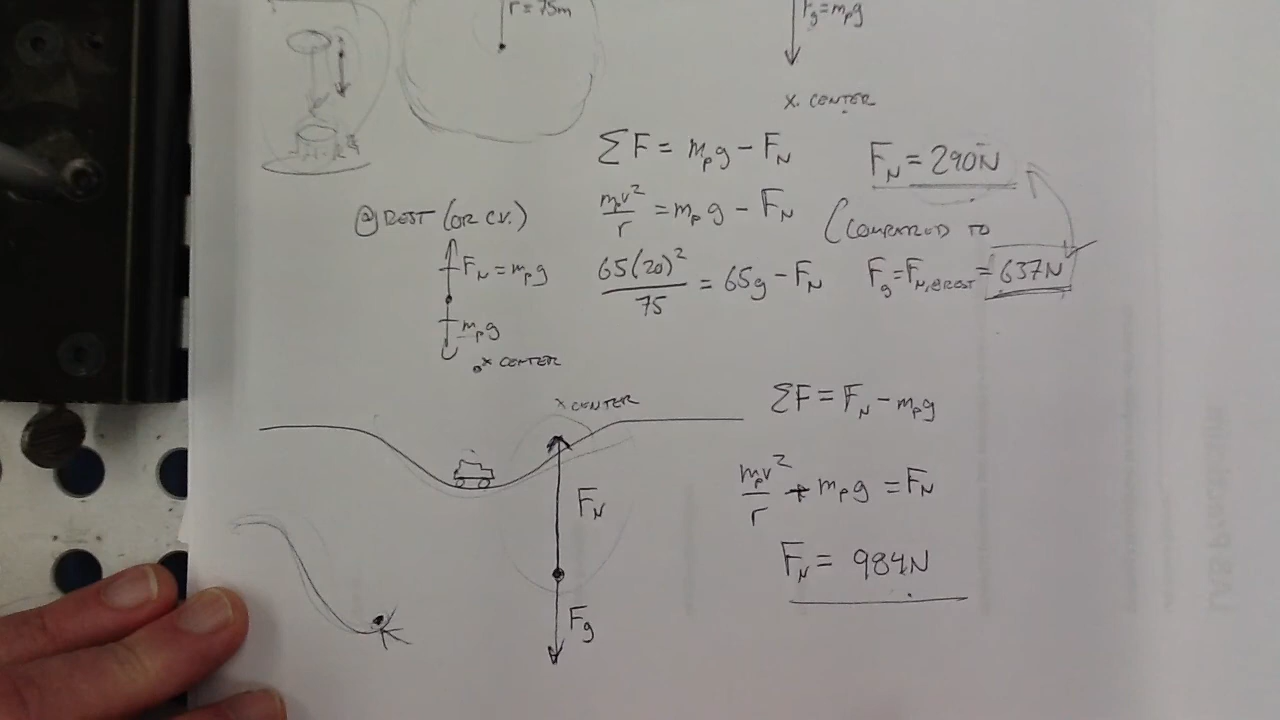 r = 75m
Fg = mpg
x. CENTER
ΣF = mpg − FN
FN = 290N
@ REST (OR C.V.)
mpv²/r = mpg − FN
(COMPARED TO
FN = mpg
65(20)²/75 = 65g − FN
Fg = FN,@REST = 637N
mpg
x CENTER
x CENTER
ΣF = FN − mpg
mpv²/r + mpg = FN
FN
FN = 984N
Fg